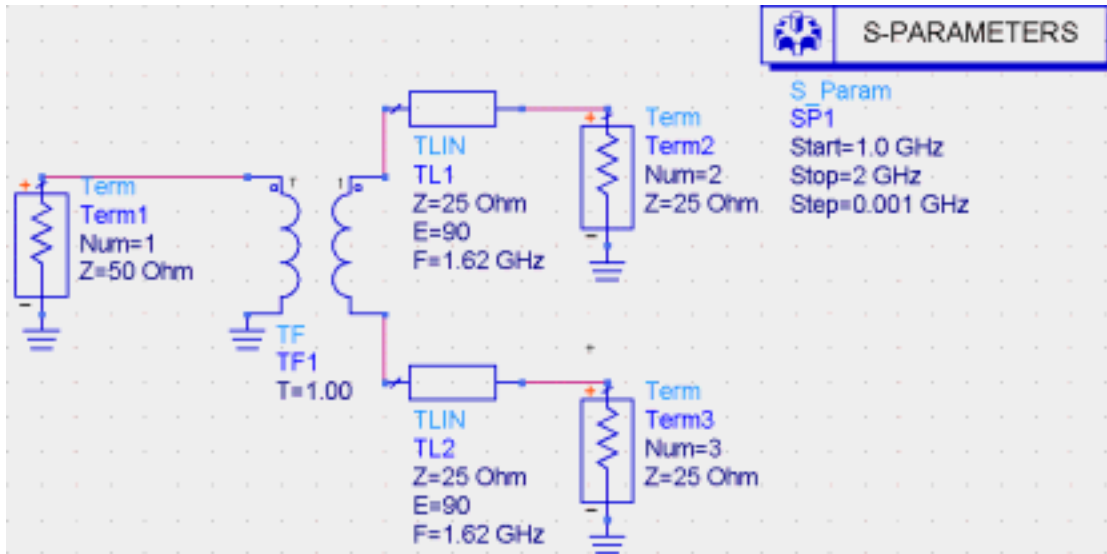 S-PARAMETERS
S_Param
SP1
Start=1.0 GHz
Stop=2 GHz
Step=0.001 GHz
Term
Term1
Num=1
Z=50 Ohm
TF
TF1
T=1.00
TLIN
TL1
Z=25 Ohm
E=90
F=1.62 GHz
Term
Term2
Num=2
Z=25 Ohm
TLIN
TL2
Z=25 Ohm
E=90
F=1.62 GHz
Term
Term3
Num=3
Z=25 Ohm